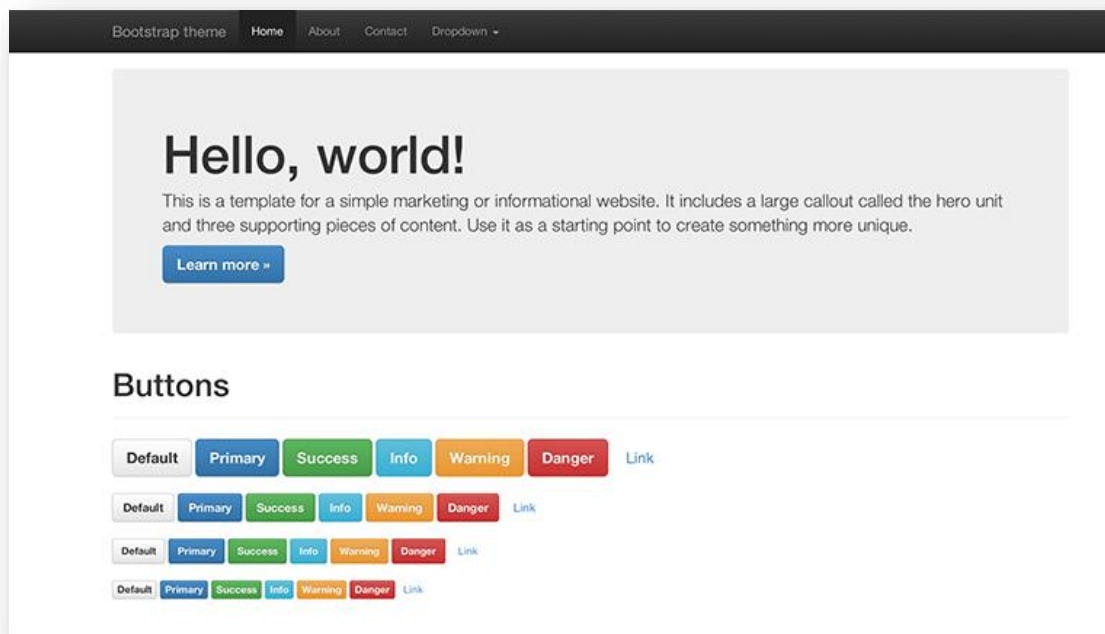 Bootstrap theme Home About Contact Dropdown
Hello, world!
This is a template for a simple marketing or informational website. It includes a large callout called the hero unit
and three supporting pieces of content. Use it as a starting point to create something more unique.
Learn more »
Buttons
Default Primary Success Info Warning Danger Link
Default Primary Success Info Warning Danger Link
Default Primary Success Info Warning Danger Link
Default Primary Success Info Warning Danger Link